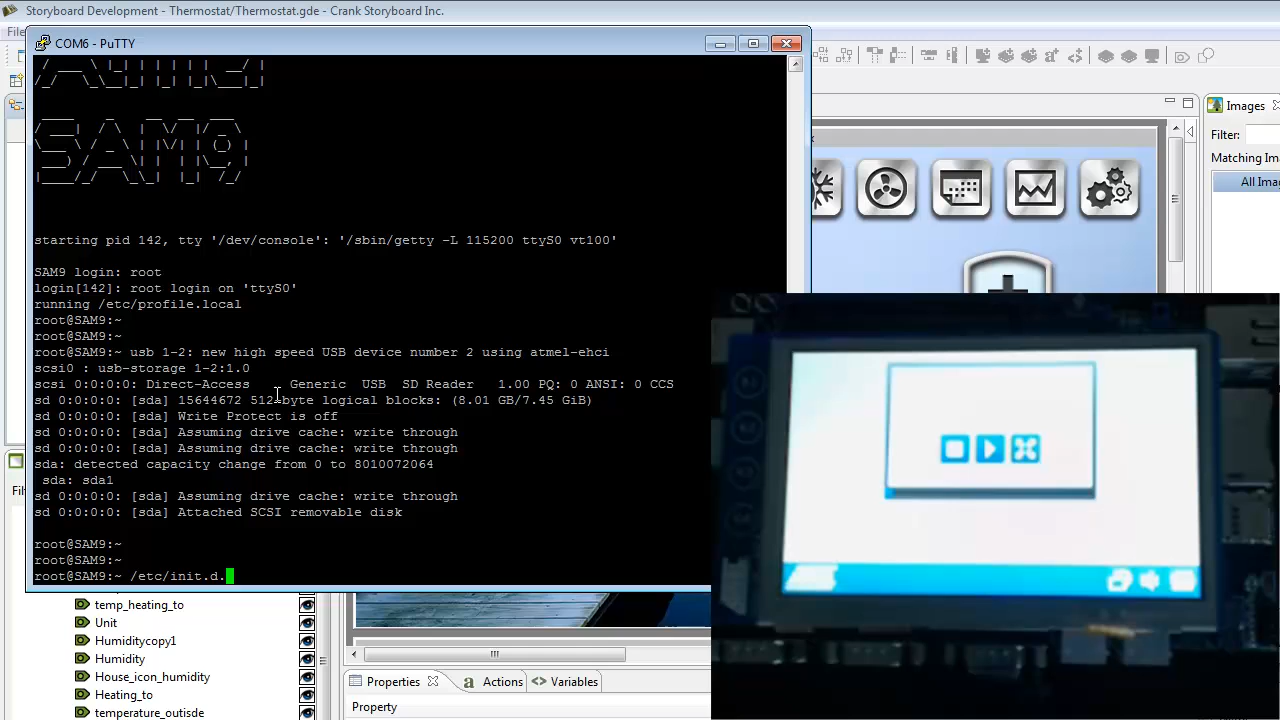 Storyboard Development - Thermostat/Thermostat.gde - Crank Storyboard Inc.
File
COM6 - PuTTY
SAM9
starting pid 142, tty '/dev/console': '/sbin/getty -L 115200 ttyS0 vt100'
SAM9 login: root
login[142]: root login on 'ttyS0'
running /etc/profile.local
root@SAM9:~
root@SAM9:~
root@SAM9:~ usb 1-2: new high speed USB device number 2 using atmel-ehci
scsi0 : usb-storage 1-2:1.0
scsi 0:0:0:0: Direct-Access     Generic  USB  SD Reader   1.00 PQ: 0 ANSI: 0 CCS
sd 0:0:0:0: [sda] 15644672 512-byte logical blocks: (8.01 GB/7.45 GiB)
sd 0:0:0:0: [sda] Write Protect is off
sd 0:0:0:0: [sda] Assuming drive cache: write through
sd 0:0:0:0: [sda] Assuming drive cache: write through
sda: detected capacity change from 0 to 8010072064
sda: sda1
sd 0:0:0:0: [sda] Assuming drive cache: write through
sd 0:0:0:0: [sda] Attached SCSI removable disk
root@SAM9:~
root@SAM9:~
root@SAM9:~ /etc/init.d.
Images
Filter:
Matching Imag
All Ima
temp_heating_to
Unit
Humiditycopy1
Humidity
House_icon_humidity
Heating_to
temperature_outisde
Properties
Actions
Variables
Property